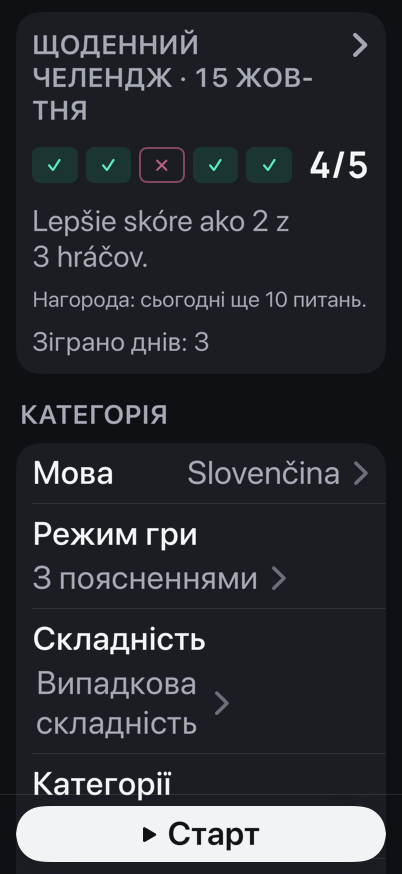 ЩОДЕННИЙ
ЧЕЛЕНДЖ · 15 ЖОВ-
ТНЯ
4/5
Lepšie skóre ako 2 z
3 hráčov.
Нагорода: сьогодні ще 10 питань.
Зіграно днів: 3
КАТЕГОРІЯ
Мова Slovenčina
Режим гри
З поясненнями
Складність
Випадкова
складність
Категорії
Старт